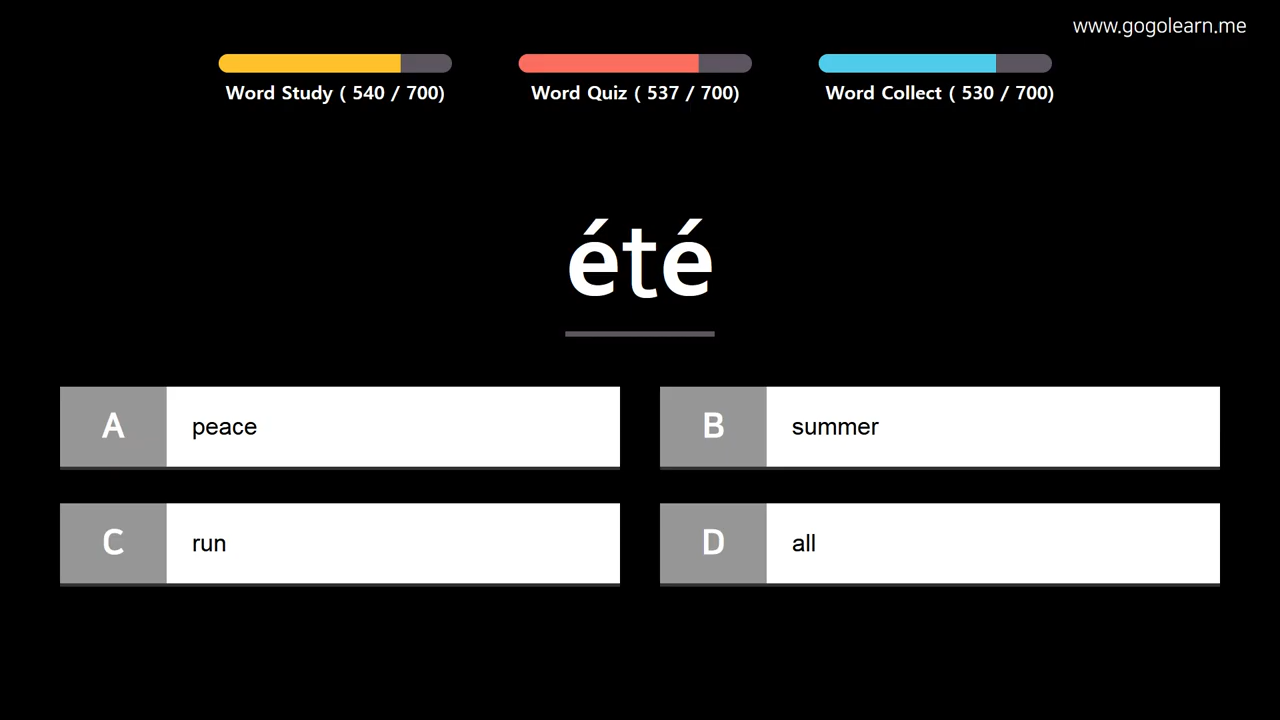 www.gogolearn.me
Word Study ( 540 / 700)
Word Quiz ( 537 / 700)
Word Collect ( 530 / 700)
été
A peace
B summer
C run
D all